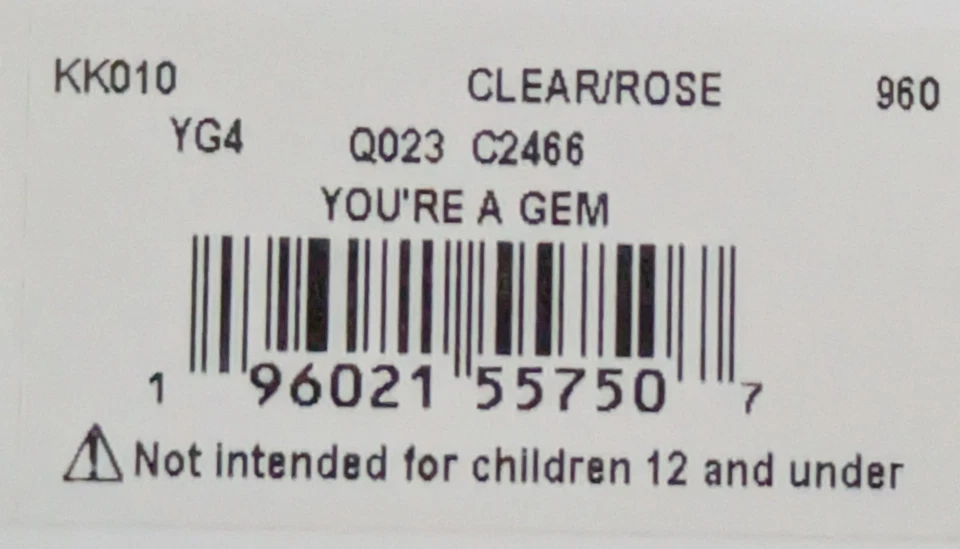 KK010 CLEAR/ROSE 960
YG4 Q023 C2466
YOU'RE A GEM
1 96021 55750 7
⚠ Not intended for children 12 and under